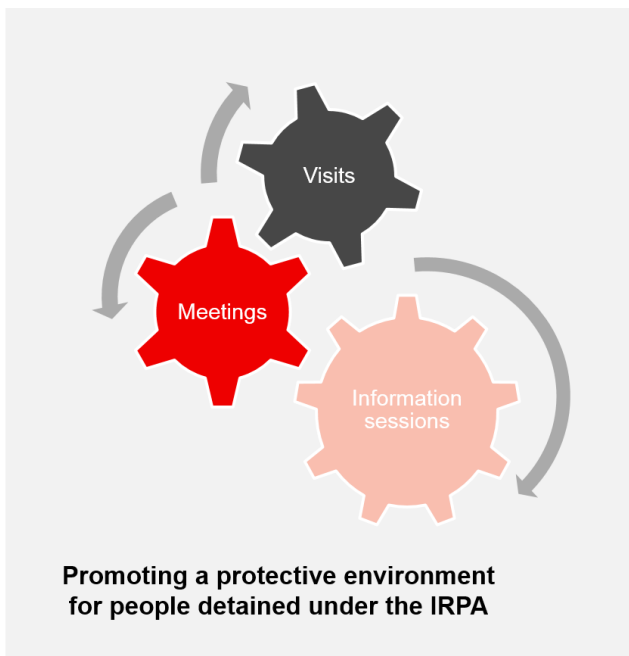 Visits
Meetings
Information
sessions
Promoting a protective environment
for people detained under the IRPA